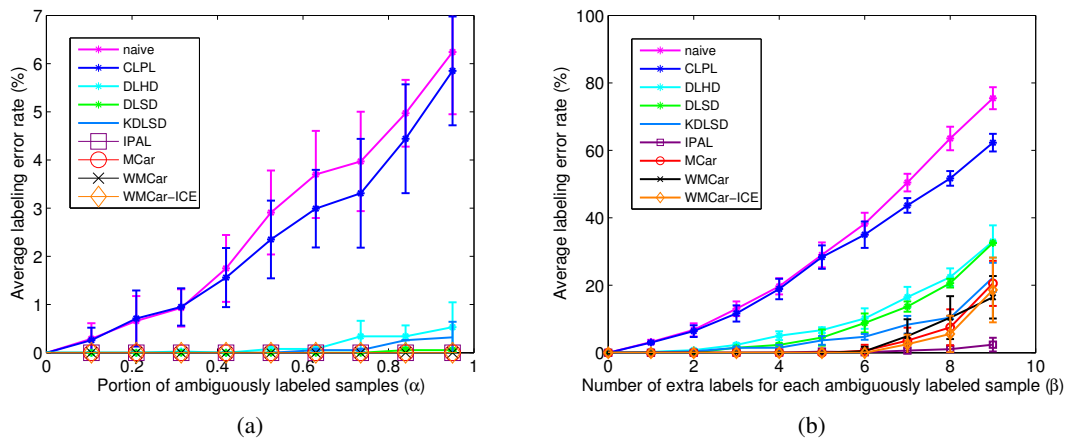 7
6
5
4
3
2
1
0
Average labeling error rate (%)
naive
CLPL
DLHD
DLSD
KDLSD
IPAL
MCar
WMCar
WMCar-ICE
0 0.2 0.4 0.6 0.8 1
Portion of ambiguously labeled samples (α)
(a)
100
80
60
40
20
0
Average labeling error rate (%)
naive
CLPL
DLHD
DLSD
KDLSD
IPAL
MCar
WMCar
WMCar-ICE
0 2 4 6 8 10
Number of extra labels for each ambiguously labeled sample (β)
(b)